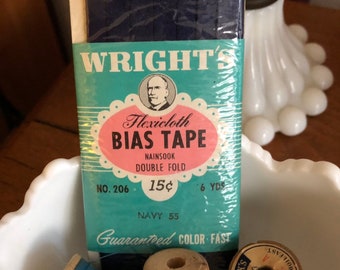 WRIGHT'S
Flexicloth
BIAS TAPE
NAINSOOK
DOUBLE FOLD
NO. 206 15¢ 6 YDS.
NAVY 55
Guaranteed COLOR-FAST